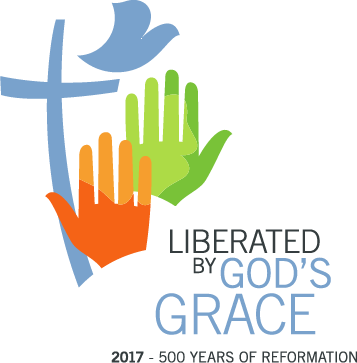 LIBERATED
BY GOD'S
GRACE
2017 - 500 YEARS OF REFORMATION